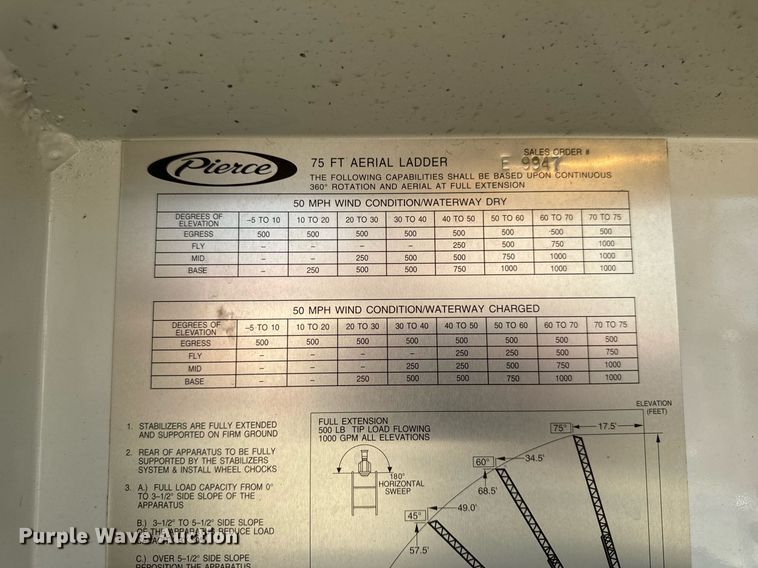 Pierce
75 FT AERIAL LADDER
SALES ORDER #
E 9947
THE FOLLOWING CAPABILITIES SHALL BE BASED UPON CONTINUOUS
360° ROTATION AND AERIAL AT FULL EXTENSION
50 MPH WIND CONDITION/WATERWAY DRY
DEGREES OF ELEVATION -5 TO 10 10 TO 20 20 TO 30 30 TO 40 40 TO 50 50 TO 60 60 TO 70 70 TO 75
EGRESS 500 500 500 500 500 500 500 500
FLY – – – – 250 500 750 1000
MID – – 250 500 500 750 1000 1000
BASE – 250 500 500 750 1000 1000 1000
50 MPH WIND CONDITION/WATERWAY CHARGED
DEGREES OF ELEVATION -5 TO 10 10 TO 20 20 TO 30 30 TO 40 40 TO 50 50 TO 60 60 TO 70 70 TO 75
EGRESS 500 500 500 500 500 500 500 500
FLY – – – – 250 250 500 750
MID – – – 250 250 500 750 1000
BASE – – 250 500 500 750 1000 1000
1. STABILIZERS ARE FULLY EXTENDED
AND SUPPORTED ON FIRM GROUND
2. REAR OF APPARATUS TO BE FULLY
SUPPORTED BY THE STABILIZERS
SYSTEM & INSTALL WHEEL CHOCKS
3. A.) FULL LOAD CAPACITY FROM 0°
TO 3-1/2° SIDE SLOPE OF THE
APPARATUS
B.) 3-1/2° TO 5-1/2° SIDE SLOPE
OF THE APPARATUS REDUCE LOAD
C.) OVER 5-1/2° SIDE SLOPE
REPOSITION THE APPARATUS
FULL EXTENSION
500 LB TIP LOAD FLOWING
1000 GPM ALL ELEVATIONS
180°
HORIZONTAL
SWEEP
ELEVATION
(FEET)
75° 17.5'
60° 34.5'
68.5'
45° 49.0'
57.5'
Purple Wave Auction